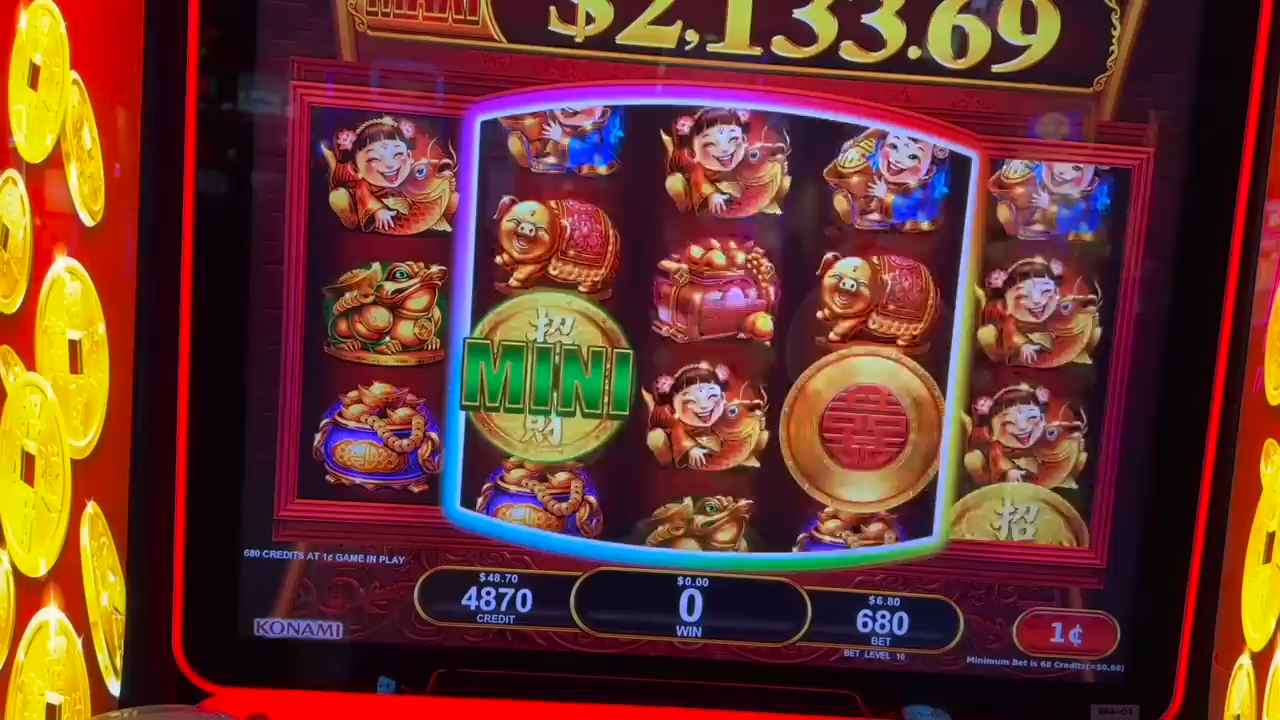 MAXI
$2,133.69
招
MINI
財
招
680 CREDITS AT 1¢ GAME IN PLAY
$48.70
4870
CREDIT
$0.00
0
WIN
$6.80
680
BET
BET LEVEL 10
1¢
Minimum Bet is 68 Credits(=$0.68)
KONAMI